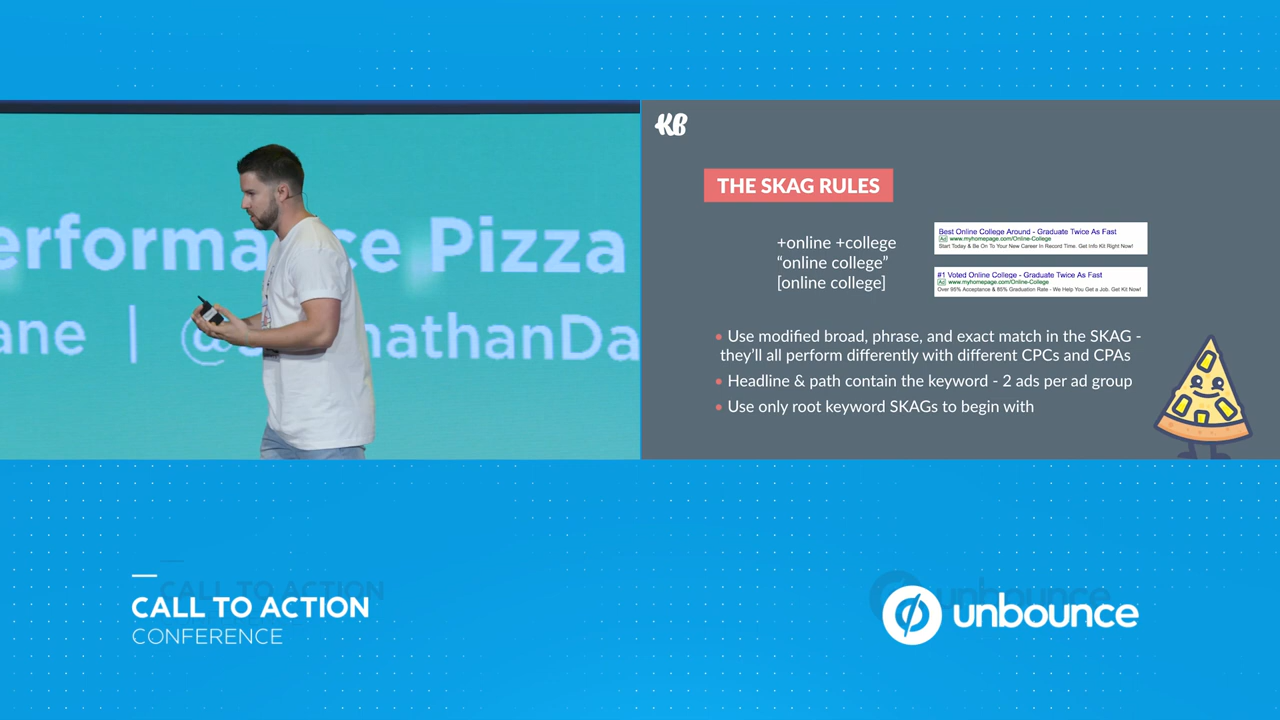 erformance Pizza
ane | @
nathanDa
KB
THE SKAG RULES
+online +college
“online college”
[online college]
Best Online College Around - Graduate Twice As Fast
Ad www.myhomepage.com/Online-College
Start Today & Be On To Your New Career In Record Time. Get Info Kit Right Now!
#1 Voted Online College - Graduate Twice As Fast
Ad www.myhomepage.com/Online-College
Over 95% Acceptance & 85% Graduation Rate - We Help You Get a Job. Get Kit Now!
• Use modified broad, phrase, and exact match in the SKAG -
they’ll all perform differently with different CPCs and CPAs
• Headline & path contain the keyword - 2 ads per ad group
• Use only root keyword SKAGs to begin with
CALL TO ACTION
CONFERENCE
unbounce